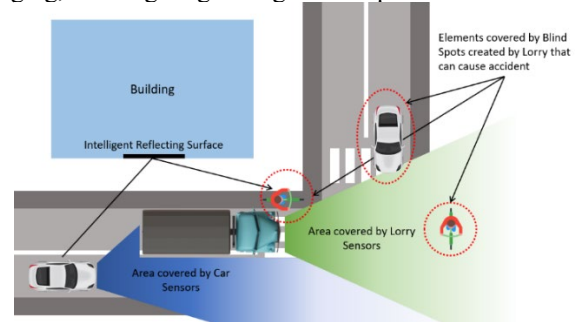 Elements covered by Blind
Spots created by Lorry that
can cause accident
Building
Intelligent Reflecting Surface
Area covered by Lorry
Sensors
Area covered by Car
Sensors